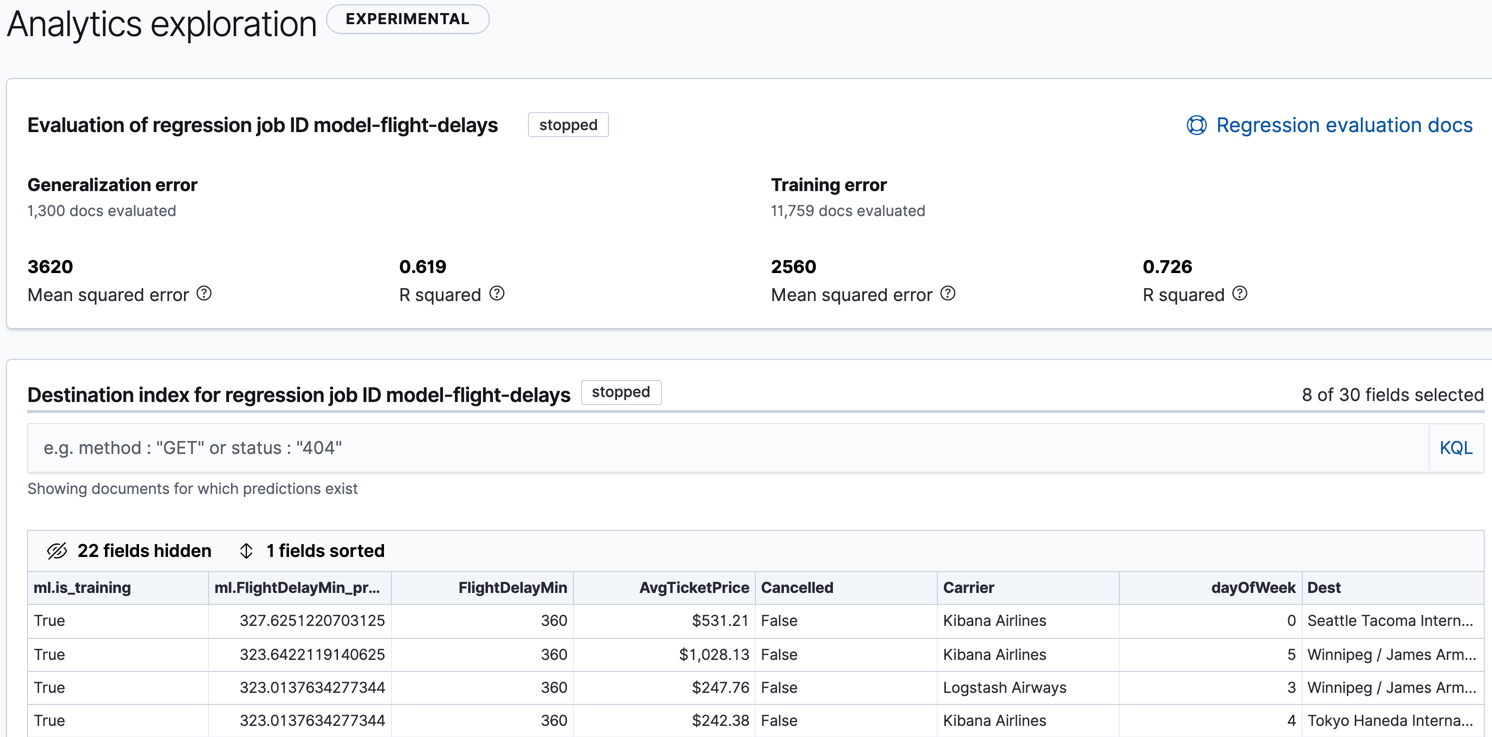 Analytics exploration EXPERIMENTAL
Evaluation of regression job ID model-flight-delays stopped Regression evaluation docs
Generalization error Training error
1,300 docs evaluated 11,759 docs evaluated
3620 0.619 2560 0.726
Mean squared error R squared Mean squared error R squared
Destination index for regression job ID model-flight-delays stopped 8 of 30 fields selected
e.g. method : "GET" or status : "404" KQL
Showing documents for which predictions exist
22 fields hidden 1 fields sorted
ml.is_training ml.FlightDelayMin_pr... FlightDelayMin AvgTicketPrice Cancelled Carrier dayOfWeek Dest
True 327.6251220703125 360 $531.21 False Kibana Airlines 0 Seattle Tacoma Intern...
True 323.6422119140625 360 $1,028.13 False Kibana Airlines 5 Winnipeg / James Arm...
True 323.0137634277344 360 $247.76 False Logstash Airways 3 Winnipeg / James Arm...
True 323.0137634277344 360 $242.38 False Kibana Airlines 4 Tokyo Haneda Interna...